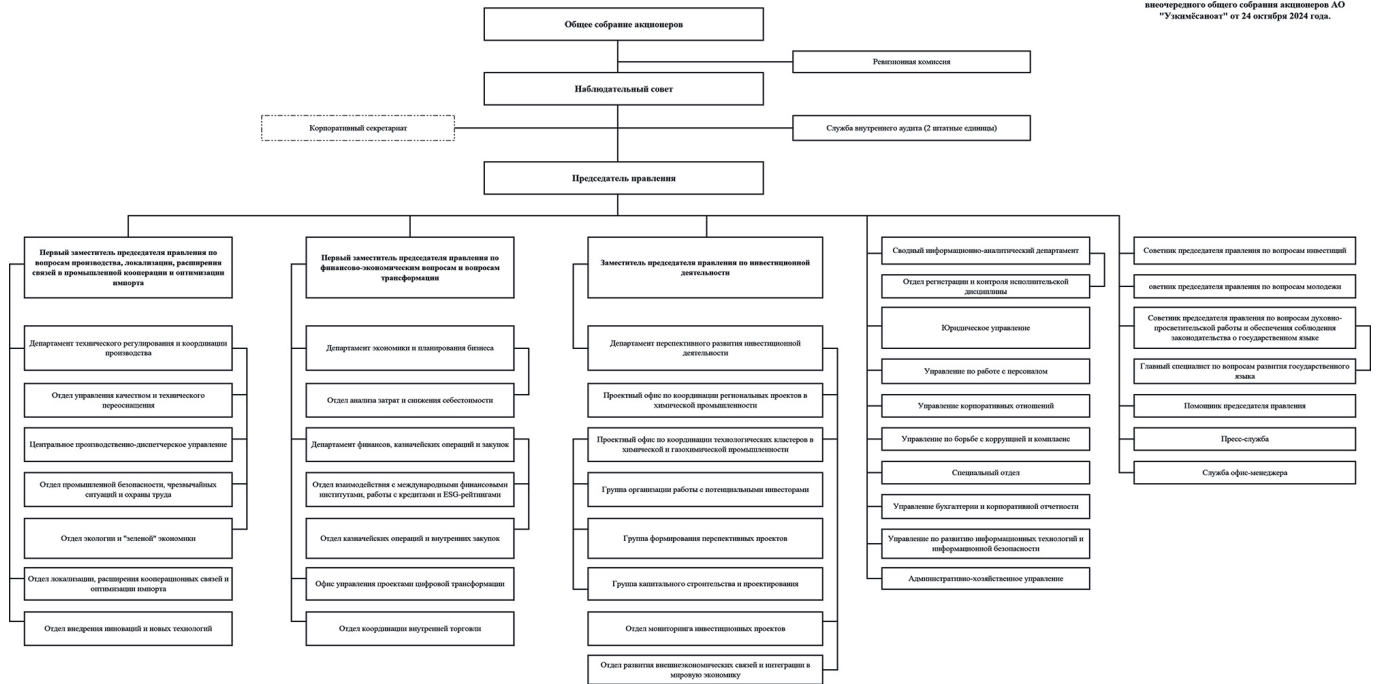 внеочередного общего собрания акционеров АО
"Узкимёсаноат" от 24 октября 2024 года.
Общее собрание акционеров
Ревизионная комиссия
Наблюдательный совет
Корпоративный секретариат
Служба внутреннего аудита (2 штатные единицы)
Председатель правления
Первый заместитель председателя правления по
вопросам производства, локализации, расширения
связей в промышленной кооперации и оптимизации
импорта
Департамент технического регулирования и координации
производства
Отдел управления качеством и технического
переоснащения
Центральное производственно-диспетчерское управление
Отдел промышленной безопасности, чрезвычайных
ситуаций и охраны труда
Отдел экологии и "зеленой" экономики
Отдел локализации, расширения кооперационных связей и
оптимизации импорта
Отдел внедрения инноваций и новых технологий
Первый заместитель председателя правления по
финансово-экономическим вопросам и вопросам
трансформации
Департамент экономики и планирования бизнеса
Отдел анализа затрат и снижения себестоимости
Департамент финансов, казначейских операций и закупок
Отдел взаимодействия с международными финансовыми
институтами, работы с кредитами и ESG-рейтингами
Отдел казначейских операций и внутренних закупок
Офис управления проектами цифровой трансформации
Отдел координации внутренней торговли
Заместитель председателя правления по инвестиционной
деятельности
Департамент перспективного развития инвестиционной
деятельности
Проектный офис по координации региональных проектов в
химической промышленности
Проектный офис по координации технологических кластеров в
химической и газохимической промышленности
Группа организации работы с потенциальными инвесторами
Группа формирования перспективных проектов
Группа капитального строительства и проектирования
Отдел мониторинга инвестиционных проектов
Отдел развития внешнеэкономических связей и интеграции в
мировую экономику
Сводный информационно-аналитический департамент
Отдел регистрации и контроля исполнительской
дисциплины
Юридическое управление
Управление по работе с персоналом
Управление корпоративных отношений
Управление по борьбе с коррупцией и комплаенс
Специальный отдел
Управление бухгалтерии и корпоративной отчетности
Управление по развитию информационных технологий и
информационной безопасности
Административно-хозяйственное управление
Советник председателя правления по вопросам инвестиций
оветник председателя правления по вопросам молодежи
Советник председателя правления по вопросам духовно-
просветительской работы и обеспечения соблюдения
законодательства о государственном языке
Главный специалист по вопросам развития государственного
языка
Помощник председателя правления
Пресс-служба
Служба офис-менеджера